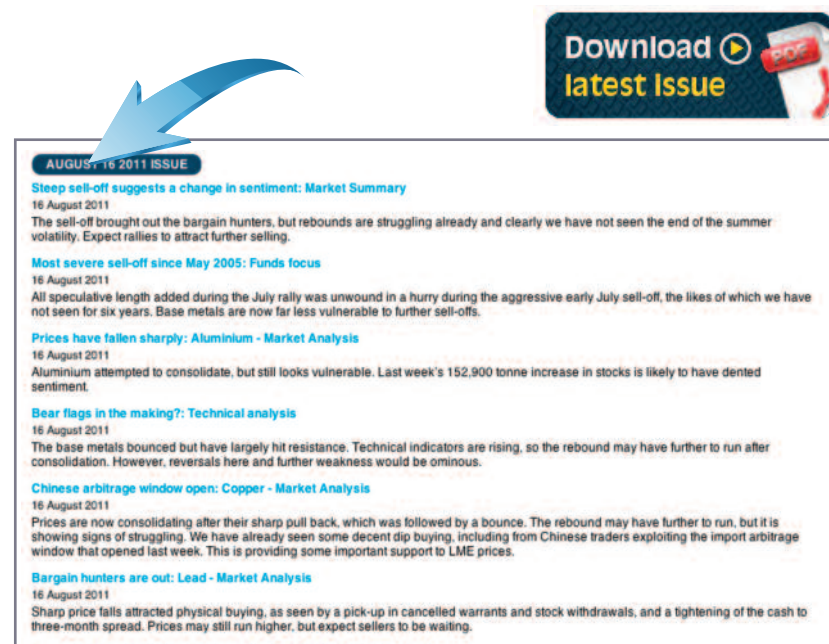 Download
latest Issue
PDF
AUGUST 16 2011 ISSUE
Steep sell-off suggests a change in sentiment: Market Summary
16 August 2011
The sell-off brought out the bargain hunters, but rebounds are struggling already and clearly we have not seen the end of the summer
volatility. Expect rallies to attract further selling.
Most severe sell-off since May 2005: Funds focus
16 August 2011
All speculative length added during the July rally was unwound in a hurry during the aggressive early July sell-off, the likes of which we have
not seen for six years. Base metals are now far less vulnerable to further sell-offs.
Prices have fallen sharply: Aluminium - Market Analysis
16 August 2011
Aluminium attempted to consolidate, but still looks vulnerable. Last week's 152,900 tonne increase in stocks is likely to have dented
sentiment.
Bear flags in the making?: Technical analysis
16 August 2011
The base metals bounced but have largely hit resistance. Technical indicators are rising, so the rebound may have further to run after
consolidation. However, reversals here and further weakness would be ominous.
Chinese arbitrage window open: Copper - Market Analysis
16 August 2011
Prices are now consolidating after their sharp pull back, which was followed by a bounce. The rebound may have further to run, but it is
showing signs of struggling. We have already seen some decent dip buying, including from Chinese traders exploiting the import arbitrage
window that opened last week. This is providing some important support to LME prices.
Bargain hunters are out: Lead - Market Analysis
16 August 2011
Sharp price falls attracted physical buying, as seen by a pick-up in cancelled warrants and stock withdrawals, and a tightening of the cash to
three-month spread. Prices may still run higher, but expect sellers to be waiting.